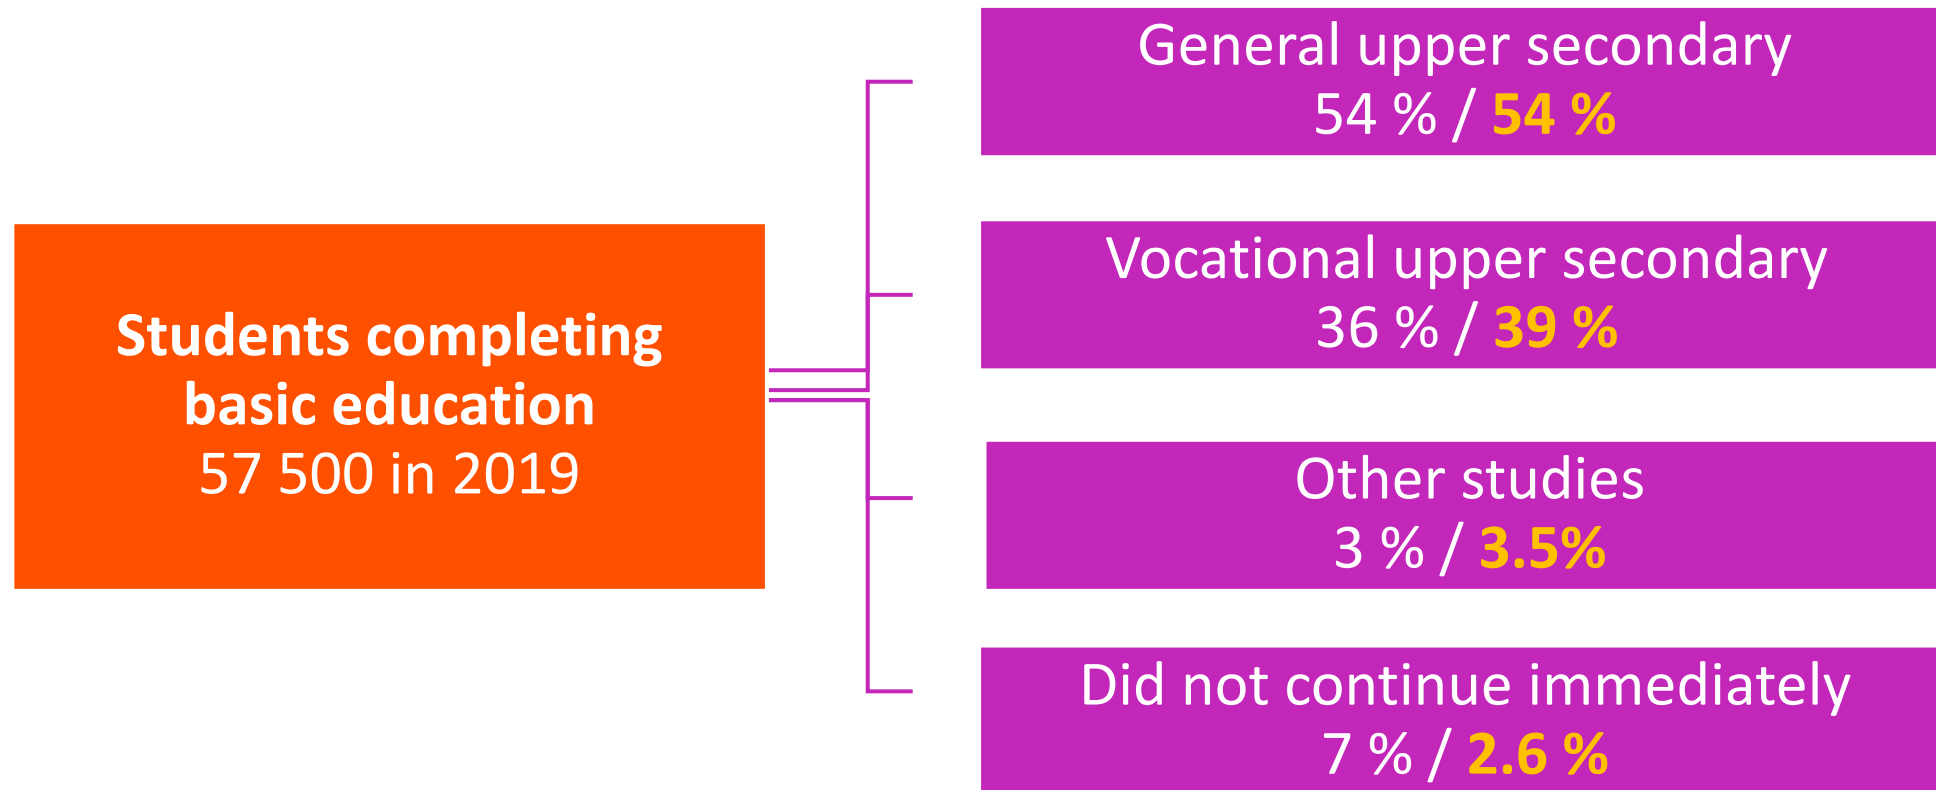 Students completing
basic education
57 500 in 2019
General upper secondary
54 % / 54 %
Vocational upper secondary
36 % / 39 %
Other studies
3 % / 3.5%
Did not continue immediately
7 % / 2.6 %